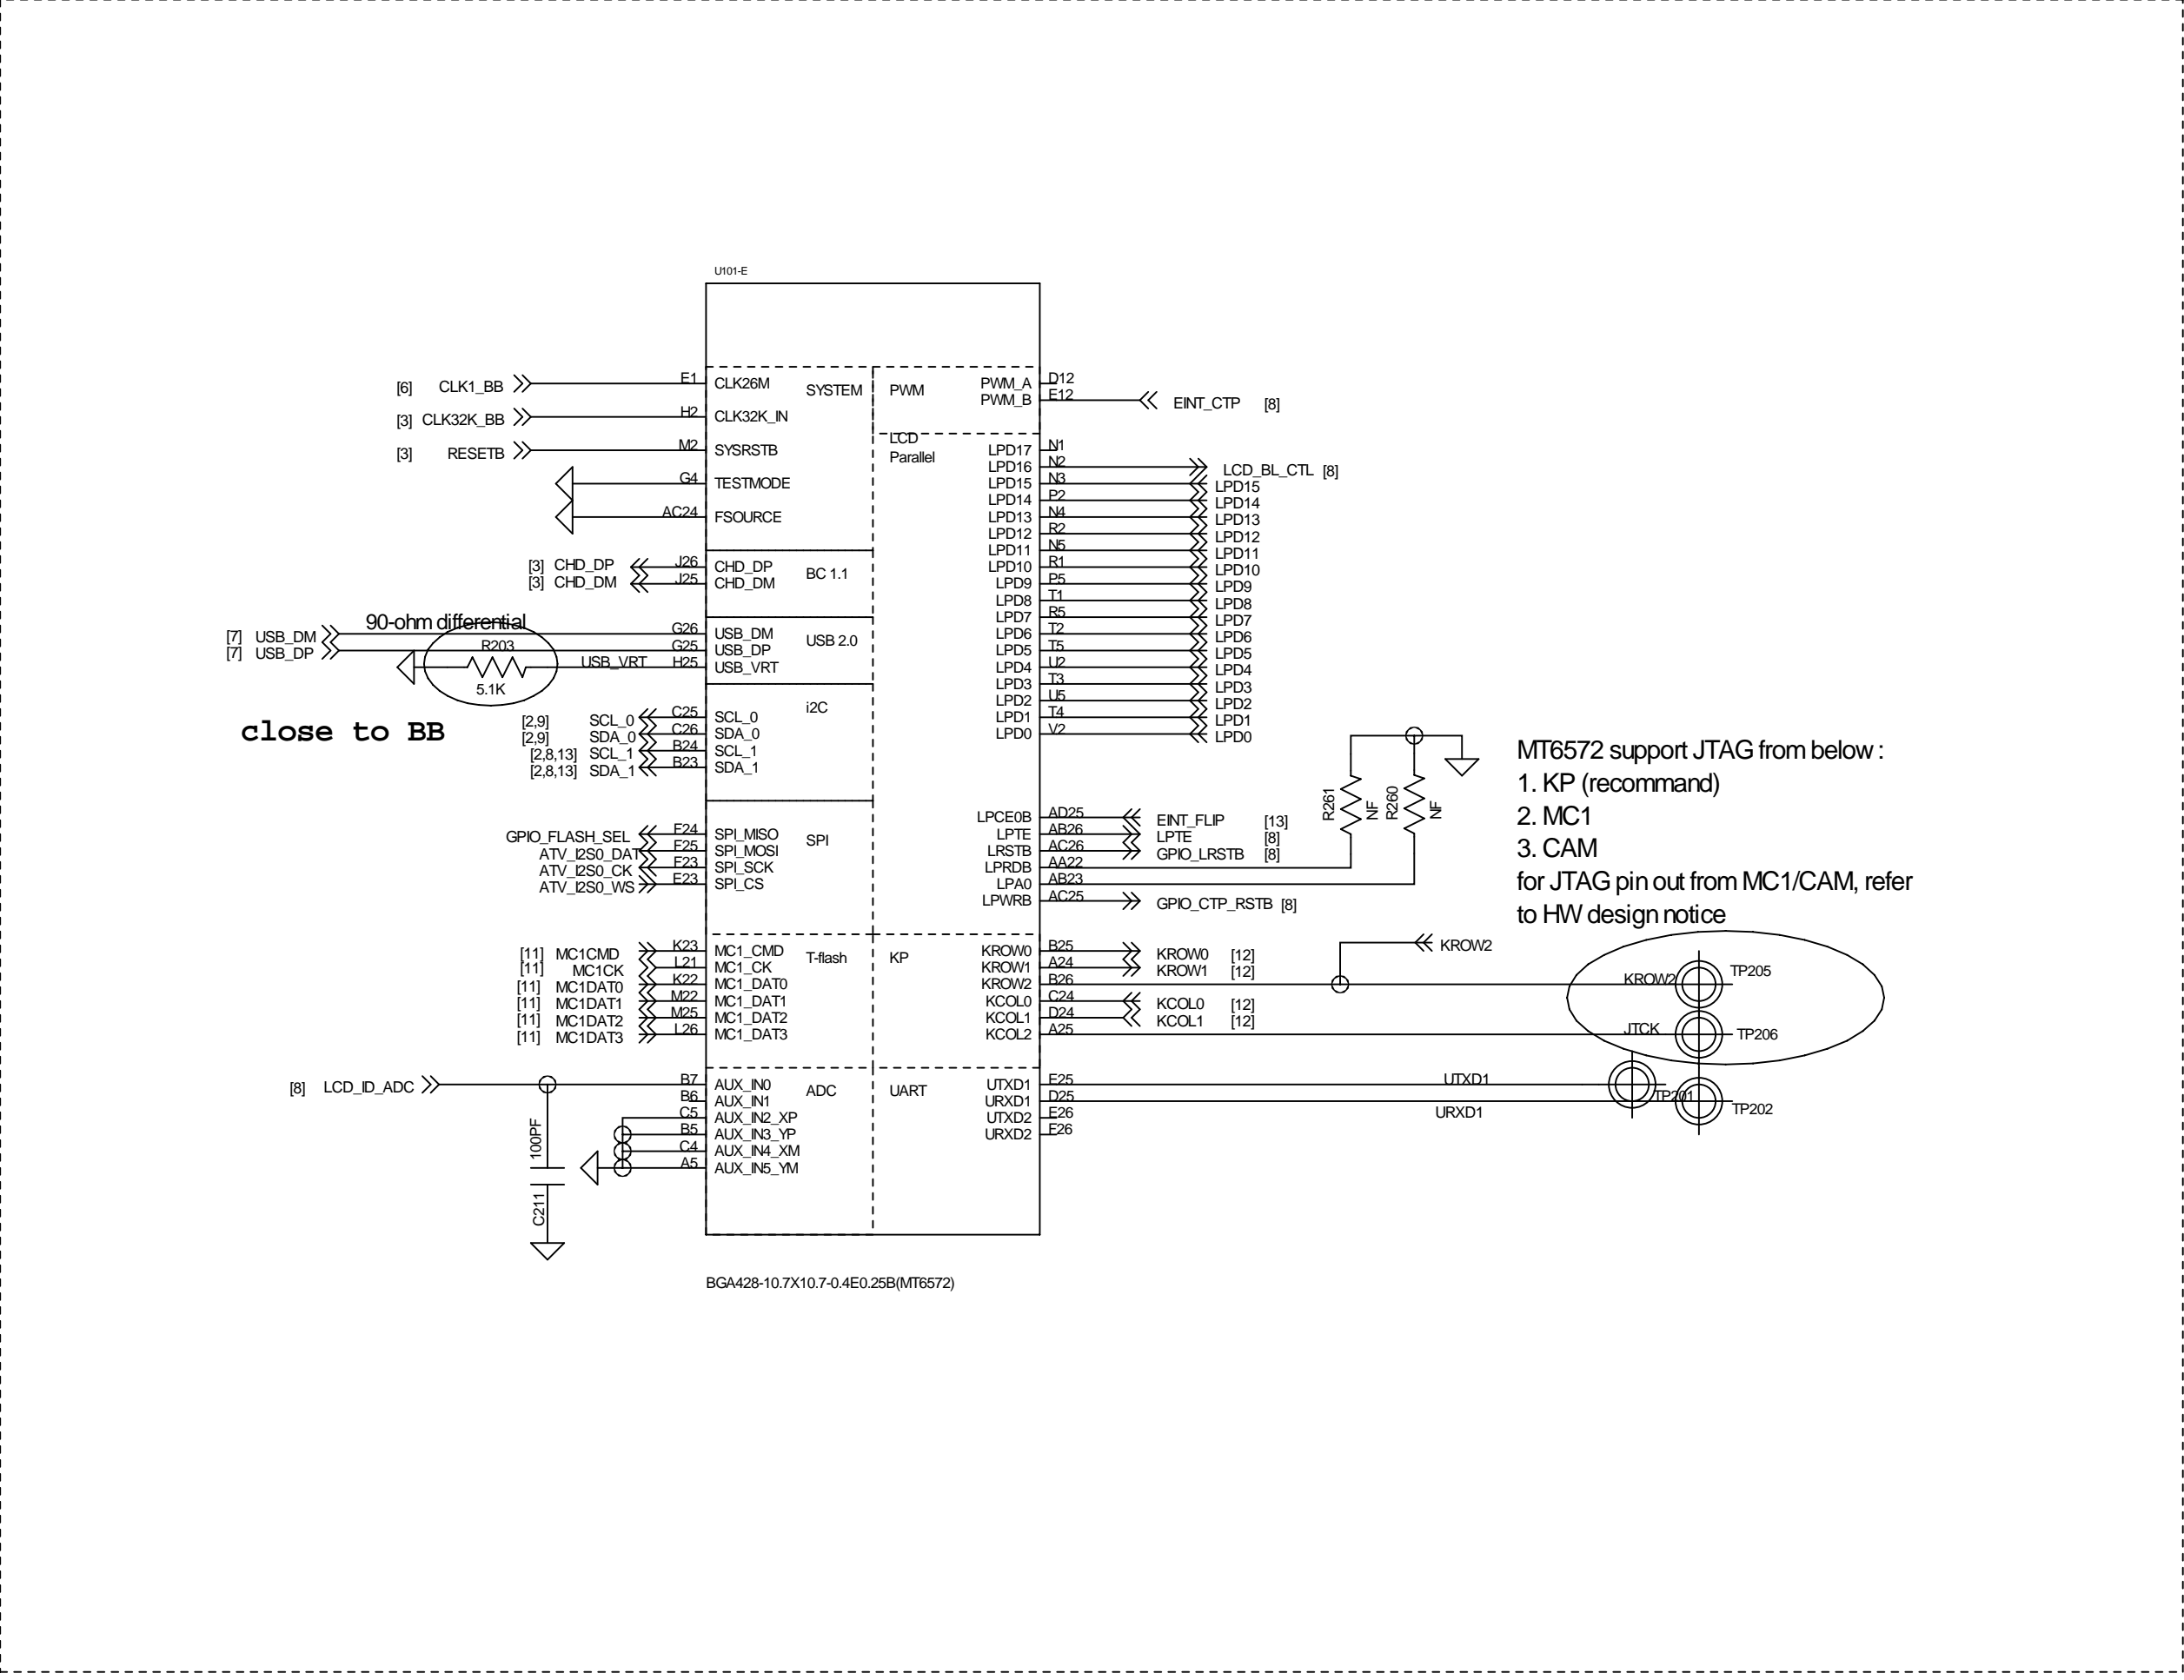 U101-E
[6] CLK1_BB E1 CLK26M SYSTEM PWM PWM_A D12
PWM_B E12 EINT_CTP [8]
[3] CLK32K_BB H2 CLK32K_IN
LCD
Parallel
[3] RESETB M2 SYSRSTB LPD17 N1
LPD16 N2 LCD_BL_CTL [8]
G4 TESTMODE LPD15 N3 LPD15
LPD14 P2 LPD14
AC24 FSOURCE LPD13 N4 LPD13
LPD12 R2 LPD12
LPD11 N5 LPD11
[3] CHD_DP J26 CHD_DP BC 1.1 LPD10 R1 LPD10
[3] CHD_DM J25 CHD_DM LPD9 P5 LPD9
LPD8 T1 LPD8
90-ohm differential LPD7 R5 LPD7
[7] USB_DM G26 USB_DM USB 2.0 LPD6 T2 LPD6
[7] USB_DP R203 G25 USB_DP LPD5 T5 LPD5
USB_VRT H25 USB_VRT LPD4 U2 LPD4
5.1K LPD3 T3 LPD3
LPD2 U5 LPD2
close to BB
[2,9] SCL_0 C25 SCL_0 i2C LPD1 T4 LPD1
[2,9] SDA_0 C26 SDA_0 LPD0 V2 LPD0
[2,8,13] SCL_1 B24 SCL_1
[2,8,13] SDA_1 B23 SDA_1
MT6572 support JTAG from below :
1. KP (recommand)
2. MC1
3. CAM
for JTAG pin out from MC1/CAM, refer
to HW design notice
R261 NF R260 NF
LPCE0B AD25 EINT_FLIP [13]
GPIO_FLASH_SEL F24 SPI_MISO SPI LPTE AB26 LPTE [8]
ATV_I2S0_DAT F25 SPI_MOSI LRSTB AC26 GPIO_LRSTB [8]
ATV_I2S0_CK F23 SPI_SCK LPRDB AA22
ATV_I2S0_WS E23 SPI_CS LPA0 AB23
LPWRB AC25 GPIO_CTP_RSTB [8]
KROW2
[11] MC1CMD K23 MC1_CMD T-flash KP KROW0 B25 KROW0 [12]
[11] MC1CK L21 MC1_CK KROW1 A24 KROW1 [12]
[11] MC1DAT0 K22 MC1_DAT0 KROW2 B26 KROW2 TP205
[11] MC1DAT1 M22 MC1_DAT1 KCOL0 C24 KCOL0 [12]
[11] MC1DAT2 M25 MC1_DAT2 KCOL1 D24 KCOL1 [12]
[11] MC1DAT3 L26 MC1_DAT3 KCOL2 A25 JTCK TP206
[8] LCD_ID_ADC B7 AUX_IN0 ADC UART UTXD1 E25 UTXD1 TP201
B6 AUX_IN1 URXD1 D25 URXD1 TP202
C5 AUX_IN2_XP UTXD2 E26
B5 AUX_IN3_YP URXD2 F26
C4 AUX_IN4_XM
A5 AUX_IN5_YM
100PF
C211
BGA428-10.7X10.7-0.4E0.25B(MT6572)